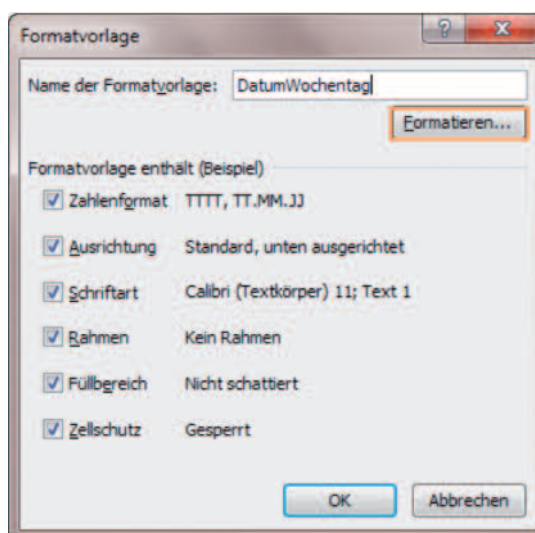 Formatvorlage
Name der Formatvorlage: DatumWochentag
Formatieren...
Formatvorlage enthält (Beispiel)
Zahlenformat TTTT, TT.MM.JJ
Ausrichtung Standard, unten ausgerichtet
Schriftart Calibri (Textkörper) 11; Text 1
Rahmen Kein Rahmen
Füllbereich Nicht schattiert
Zellschutz Gesperrt
OK Abbrechen